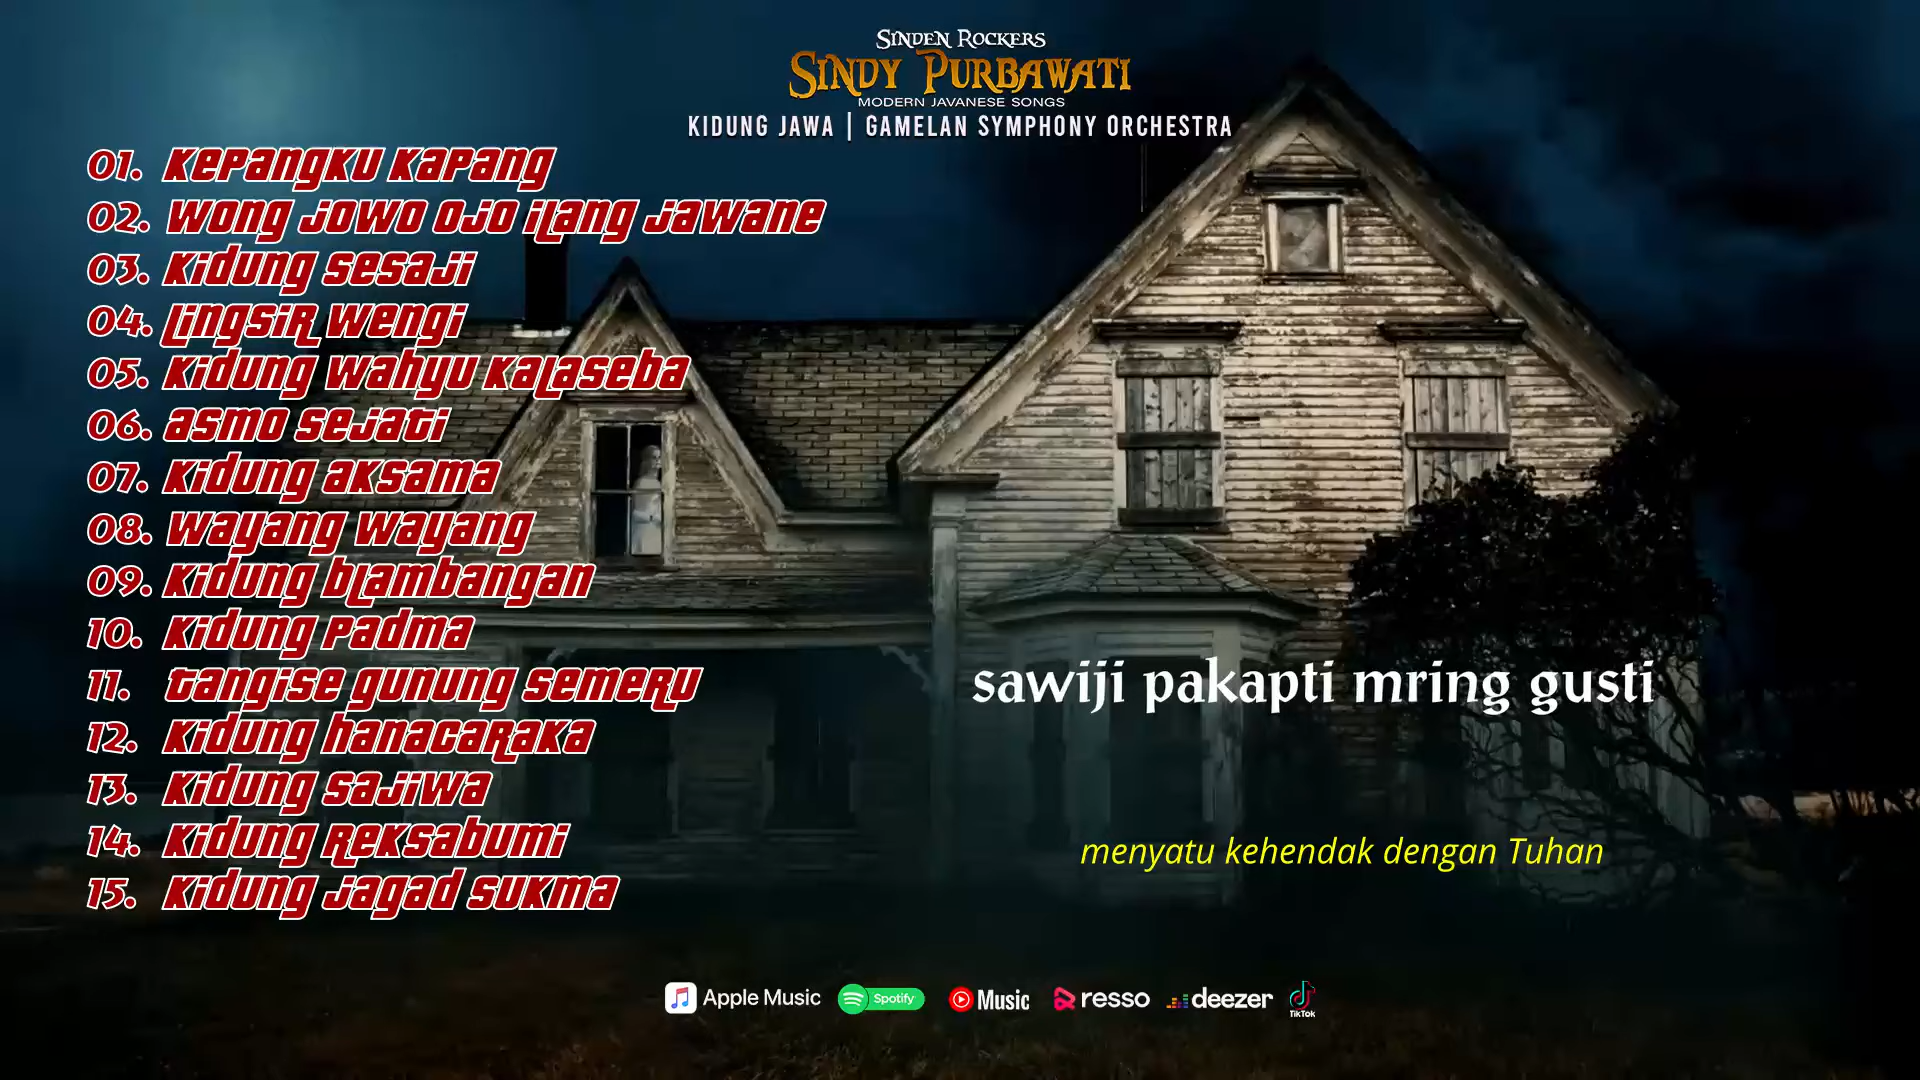 SINDEN ROCKERS
SINDY PURBAWATI
MODERN JAVANESE SONGS
KIDUNG JAWA | GAMELAN SYMPHONY ORCHESTRA
01. Kepangku Kapang
02. Wong Jowo Ojo Ilang Jawane
03. Kidung Sesaji
04. Lingsir Wengi
05. Kidung Wahyu Kalaseba
06. Asmo Sejati
07. Kidung Aksama
08. Wayang Wayang
09. Kidung Blambangan
10. Kidung Padma
11. Tangise Gunung Semeru
12. Kidung Hanacaraka
13. Kidung Sajiwa
14. Kidung Reksabumi
15. Kidung Jagad Sukma
sawiji pakapti mring gusti
menyatu kehendak dengan Tuhan
Apple Music Spotify Music resso deezer TikTok